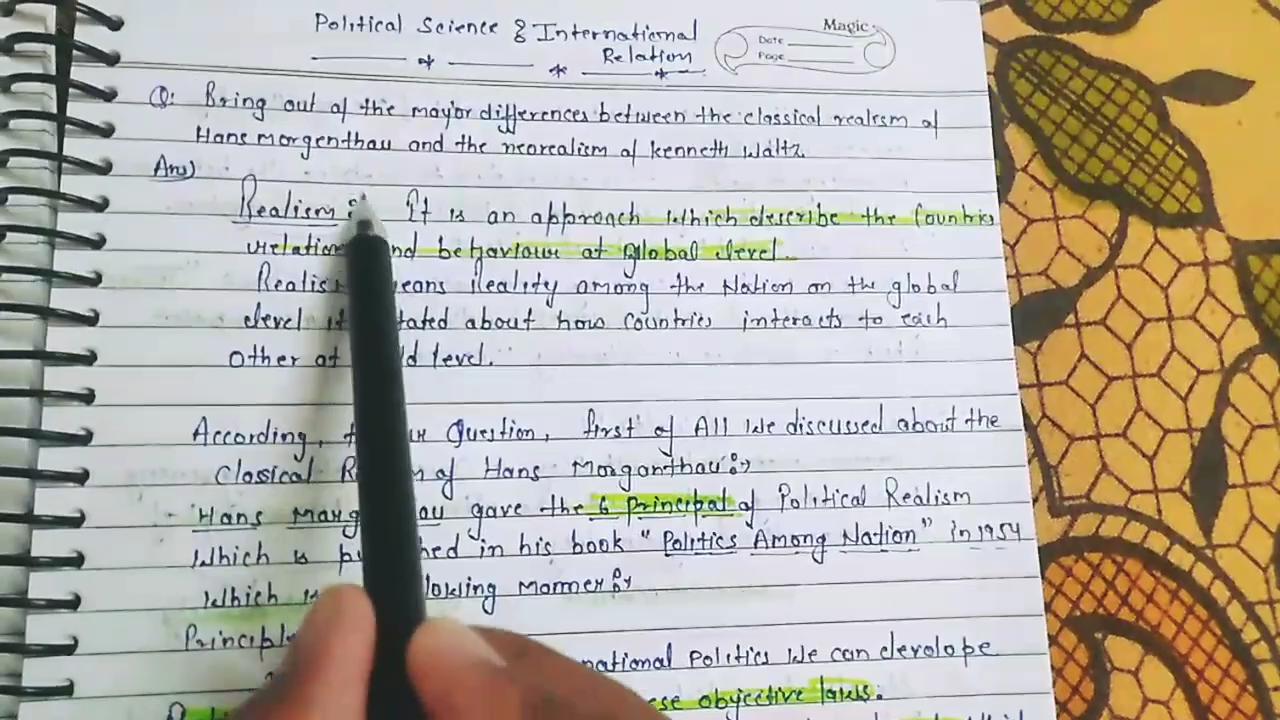 Political Science & International
Relation
Magic
Date
Page
Q: Bring out of the mayor differences between the classical realism of
Hans morgenthau and the neorealism of kenneth Waltz.
Ans)
Realism : It is an approach which describe the Countries
relation and behaviour at global level.
Realism means Reality among the Nation on the global
level it stated about how countries interacts to each
Other at level.
According, Question, first of All We discussed about the
Classical of Hans Morganthau :→
Hans gave the 6 principal of Political Realism
Which is in his book "Politics Among Nation" in 1954
Which Manner :→
Principle national Politics We can develope
objective laws.